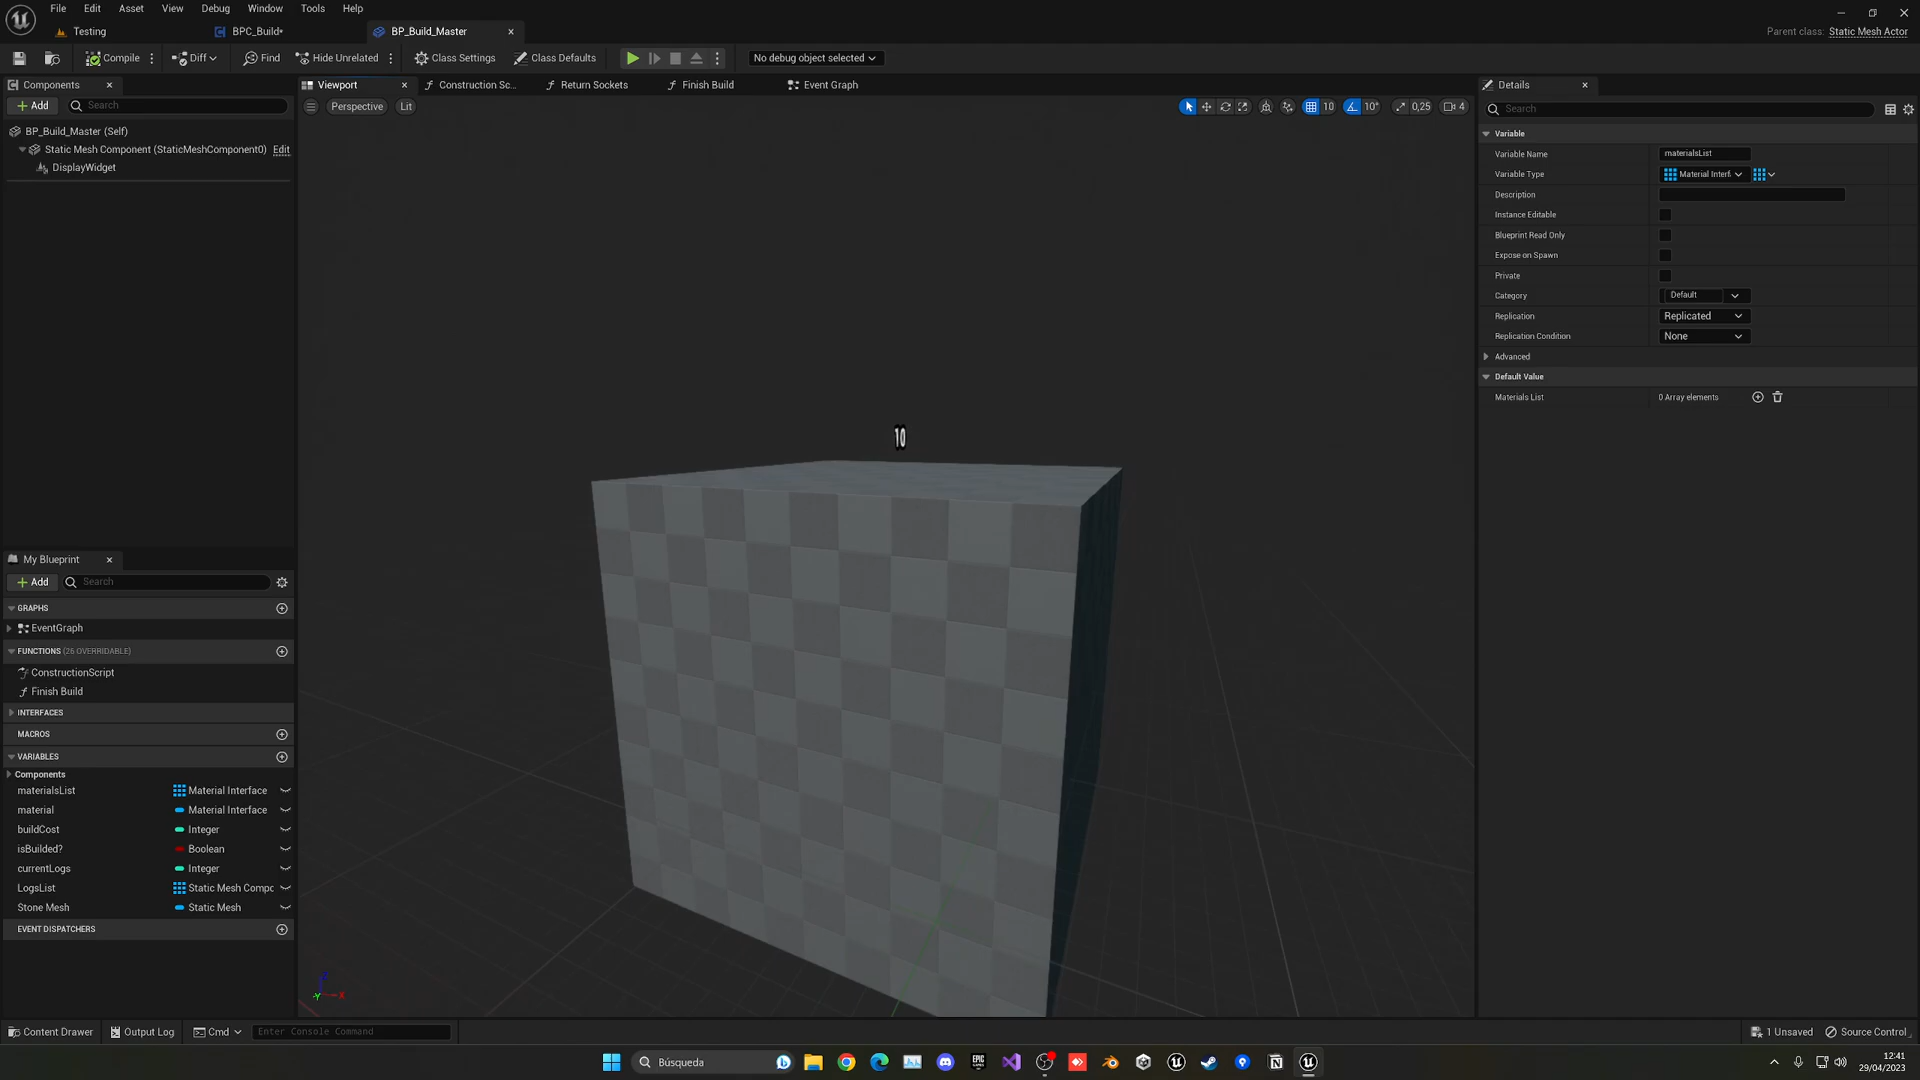 File Edit Asset View Debug Window Tools Help
Testing BPC_Build* BP_Build_Master
Parent class: Static Mesh Actor
Compile Diff Find Hide Unrelated Class Settings Class Defaults No debug object selected
Components
Add Search
BP_Build_Master (Self)
Static Mesh Component (StaticMeshComponent0) Edit
DisplayWidget
Viewport Construction Sc... Return Sockets Finish Build Event Graph
Perspective Lit 10 10° 0,25 4
10
Details
Search
Variable
Variable Name materialsList
Variable Type Material Interf
Description
Instance Editable
Blueprint Read Only
Expose on Spawn
Private
Category Default
Replication Replicated
Replication Condition None
Advanced
Default Value
Materials List 0 Array elements
My Blueprint
Add Search
GRAPHS
EventGraph
FUNCTIONS (26 OVERRIDABLE)
ConstructionScript
Finish Build
INTERFACES
MACROS
VARIABLES
Components
materialsList Material Interface
material Material Interface
buildCost Integer
isBuilded? Boolean
currentLogs Integer
LogsList Static Mesh Compc
Stone Mesh Static Mesh
EVENT DISPATCHERS
Z
Y X
Content Drawer Output Log Cmd Enter Console Command 1 Unsaved Source Control
Búsqueda
EPIC GAMES
12:41
29/04/2023